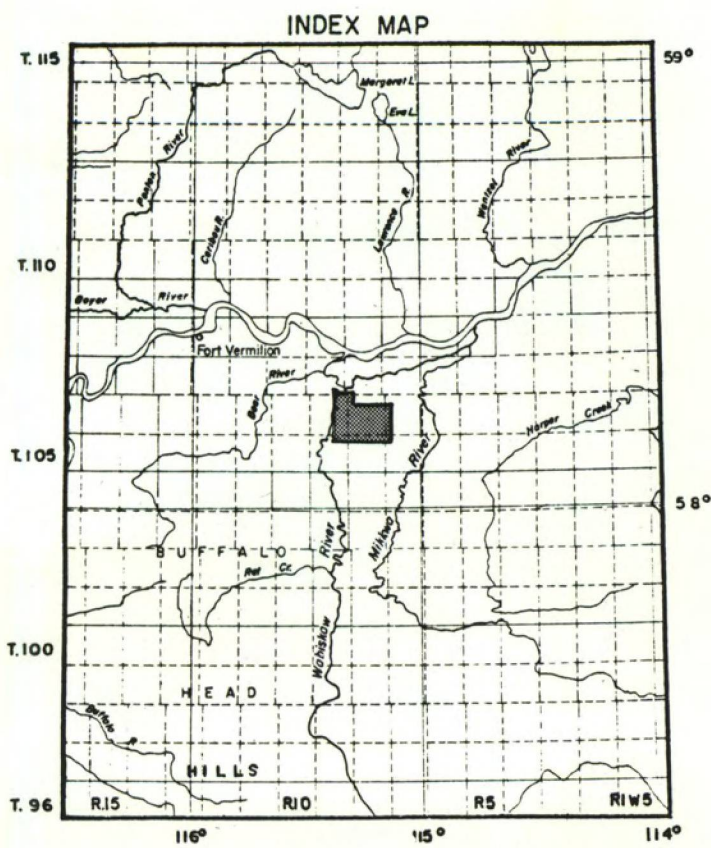 INDEX MAP
T. 115
59°
Margaret L.
Eva L.
Ponton River
Caribou R.
Lawrence R.
Wentzel River
T. 110
Boyer River
Fort Vermilion
Bear River
Harper Creek
T. 105
58°
River
Mikkwa River
BUFFALO
Rat Cr.
Wabiskaw
T. 100
HEAD
Buffalo R.
HILLS
T. 96
R.15
R10
R5
R1W5
116°
115°
114°